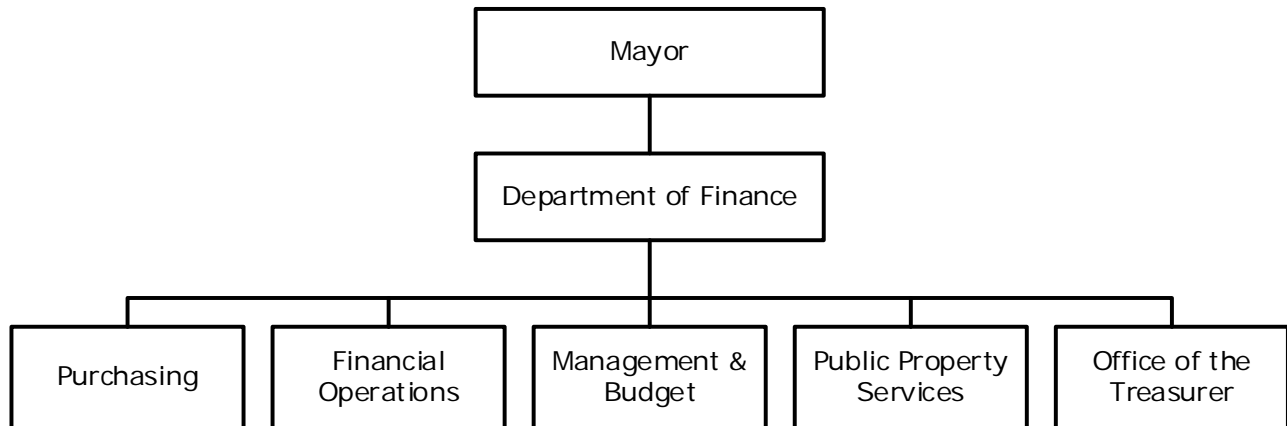 Mayor
Department of Finance
Purchasing
Financial
Operations
Management &
Budget
Public Property
Services
Office of the
Treasurer